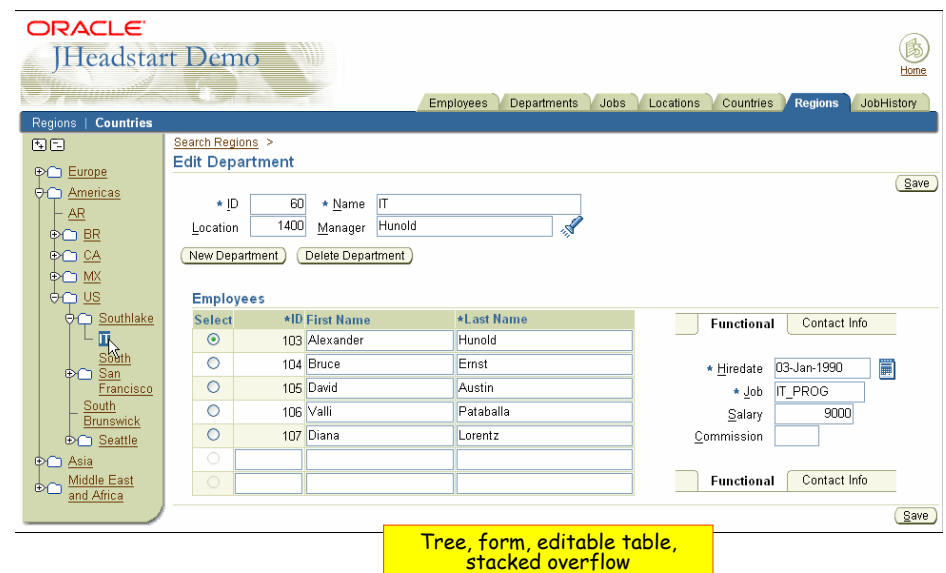 ORACLE
JHeadstart Demo
Home
Employees Departments Jobs Locations Countries Regions JobHistory
Regions | Countries
Search Regions >
Edit Department
Save
* ID 60 * Name IT
Location 1400 Manager Hunold
New Department Delete Department
Europe
Americas
AR
BR
CA
MX
US
Southlake
IT
South
San
Francisco
South
Brunswick
Seattle
Asia
Middle East
and Africa
Employees
Select *ID First Name *Last Name
103 Alexander Hunold
104 Bruce Ernst
105 David Austin
106 Valli Pataballa
107 Diana Lorentz
Functional Contact Info
* Hiredate 03-Jan-1990
* Job IT_PROG
Salary 9000
Commission
Functional Contact Info
Save
Tree, form, editable table,
stacked overflow